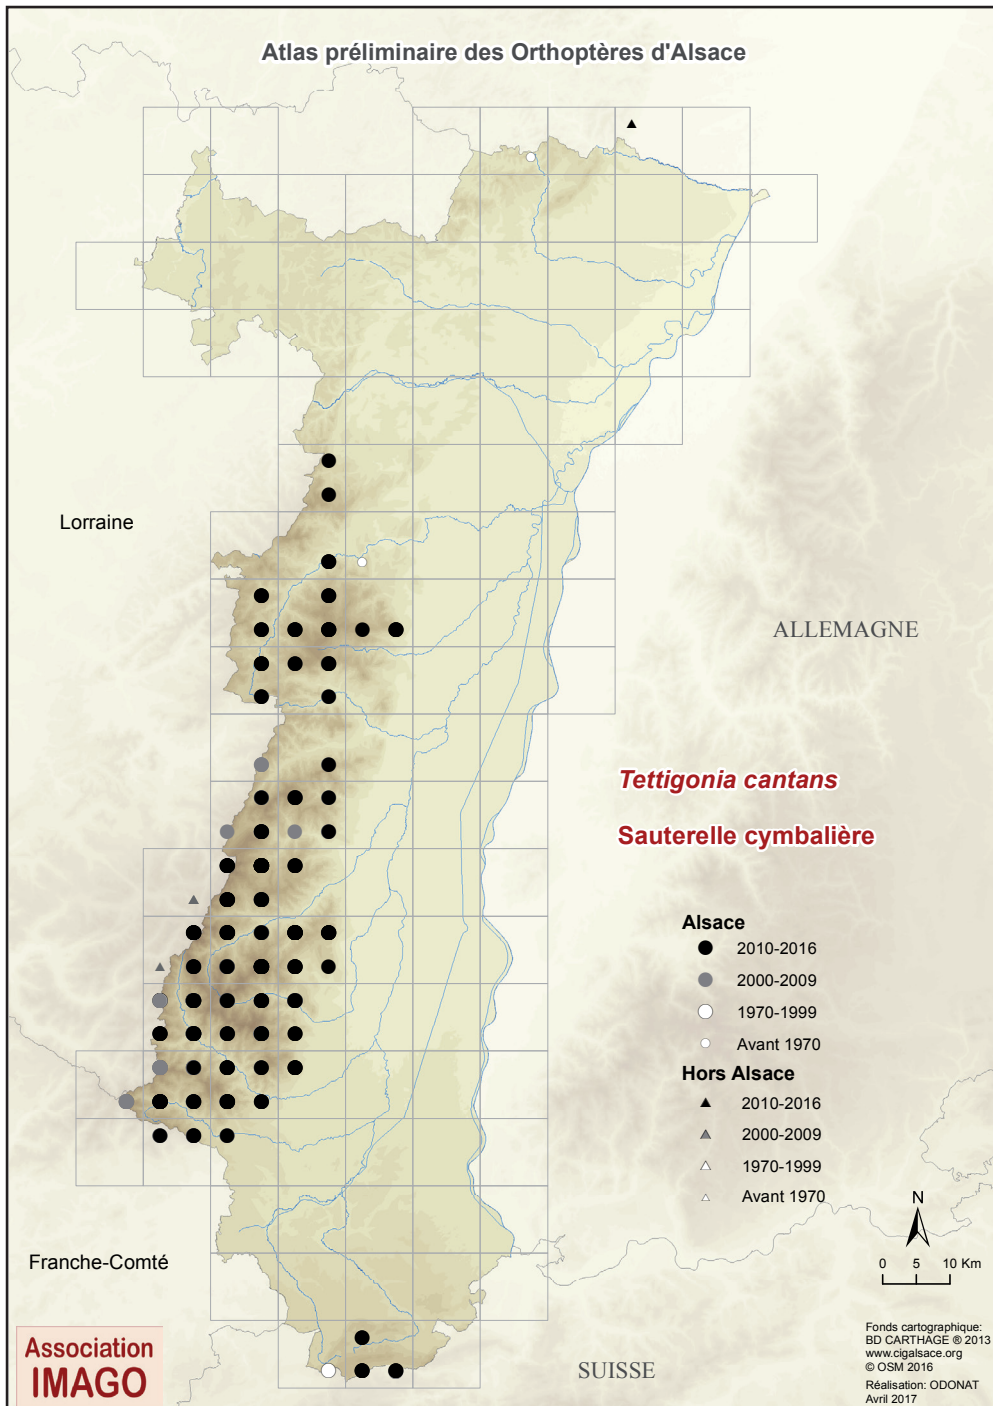 Atlas préliminaire des Orthoptères d'Alsace
Lorraine
ALLEMAGNE
Tettigonia cantans
Sauterelle cymbalière
Alsace
2010-2016
2000-2009
1970-1999
Avant 1970
Hors Alsace
2010-2016
2000-2009
1970-1999
Avant 1970
N
0 5 10 Km
Franche-Comté
SUISSE
Association
IMAGO
Fonds cartographique:
BD CARTHAGE ® 2013
www.cigalsace.org
© OSM 2016
Réalisation: ODONAT
Avril 2017